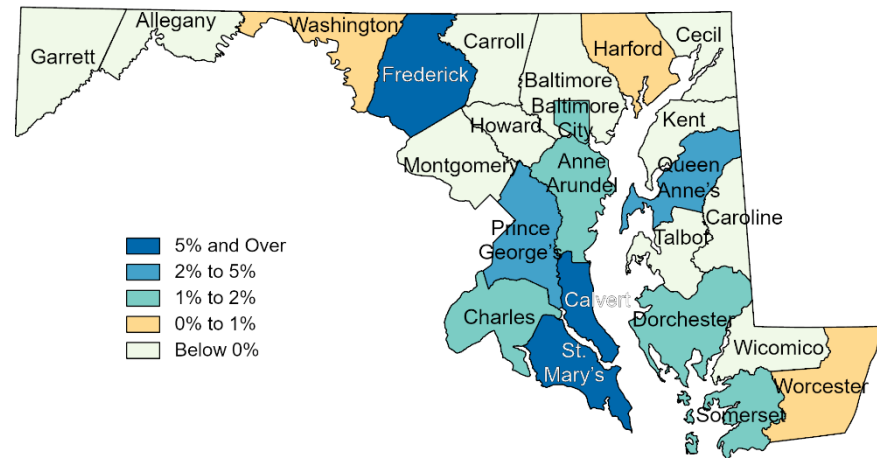 Allegany
Washington
Garrett
Frederick
Carroll
Harford
Cecil
Baltimore
Baltimore
City
Howard
Kent
Montgomery
Anne
Arundel
Queen
Anne's
Caroline
Talbot
Prince
George's
5% and Over
2% to 5%
1% to 2%
0% to 1%
Below 0%
Calvert
Charles
Dorchester
St.
Mary's
Wicomico
Worcester
Somerset